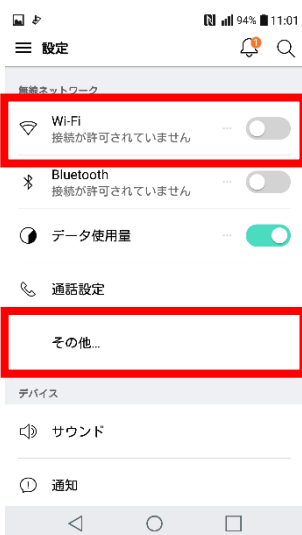 94% 11:01
設定
1
無線ネットワーク
Wi-Fi
接続が許可されていません
Bluetooth
接続が許可されていません
データ使用量
通話設定
その他...
デバイス
サウンド
通知